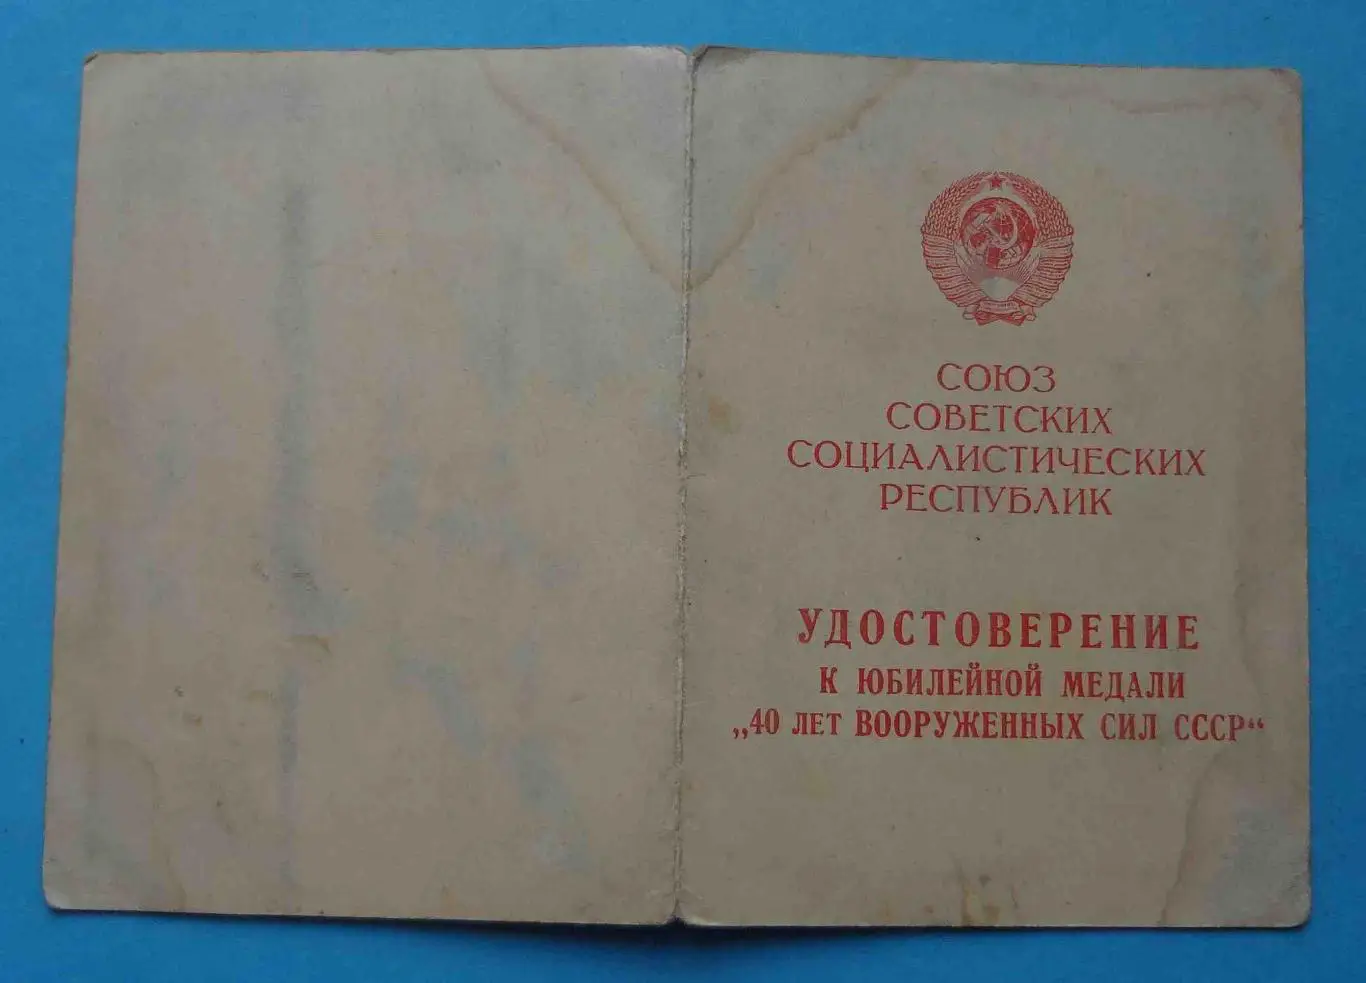 СОЮЗ
СОВЕТСКИХ
СОЦИАЛИСТИЧЕСКИХ
РЕСПУБЛИК
УДОСТОВЕРЕНИЕ
К ЮБИЛЕЙНОЙ МЕДАЛИ
„40 ЛЕТ ВООРУЖЕННЫХ СИЛ СССР“